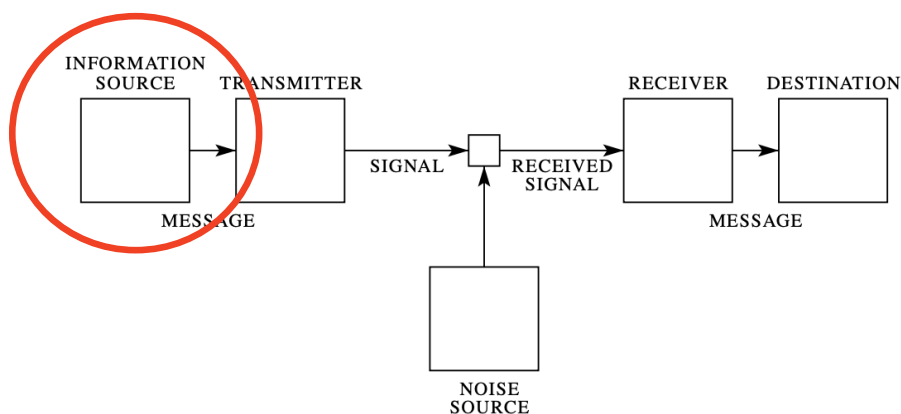 INFORMATION
SOURCE
TRANSMITTER
RECEIVER
DESTINATION
SIGNAL
RECEIVED
SIGNAL
MESSAGE
MESSAGE
NOISE
SOURCE